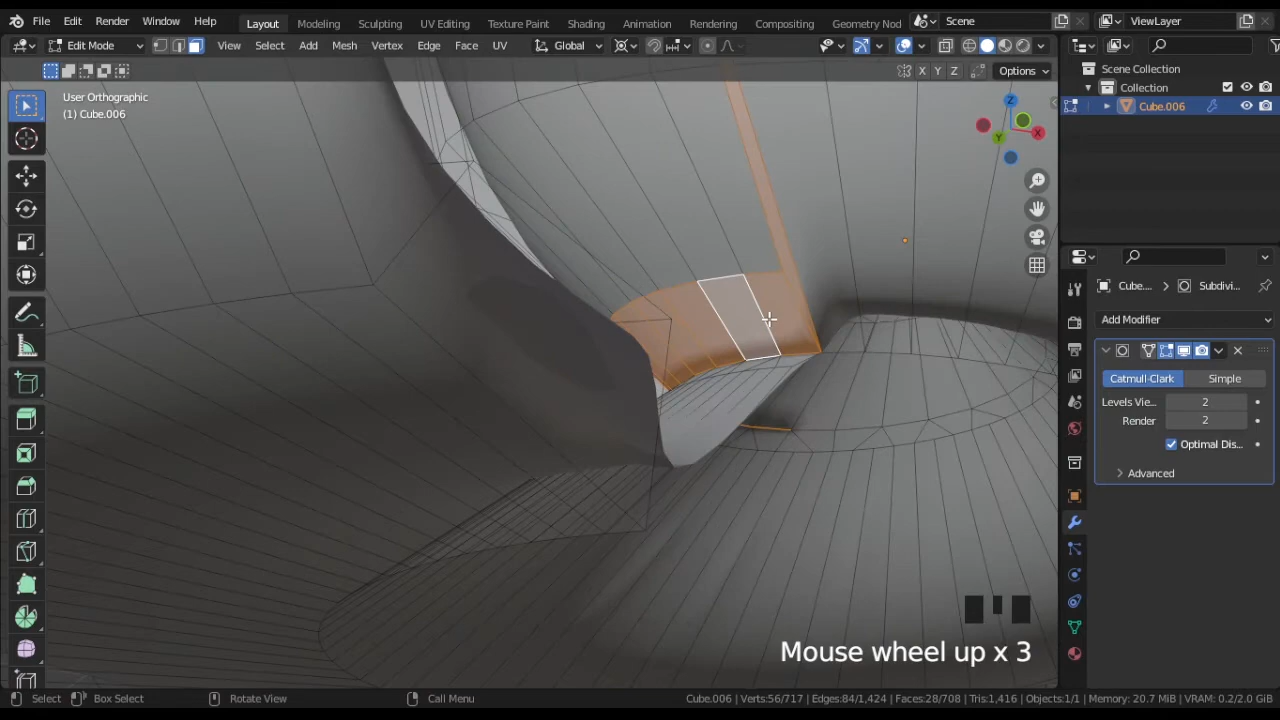 File Edit Render Window Help Layout Modeling Sculpting UV Editing Texture Paint Shading Animation Rendering Compositing Geometry Nod Scene ViewLayer
Edit Mode View Select Add Mesh Vertex Edge Face UV Global
X Y Z Options
User Orthographic
(1) Cube.006
Z
X
Y
Scene Collection
Collection
Cube.006
Cube... Subdivi...
Add Modifier
Catmull-Clark Simple
Levels Vie... 2
Render 2
Optimal Dis...
Advanced
Mouse wheel up x 3
Select Box Select Rotate View Call Menu Cube.006 | Verts:56/717 | Edges:84/1,424 | Faces:28/708 | Tris:1,416 | Objects:1/1 | Memory: 20.7 MiB | VRAM: 0.2/2.0 GiB